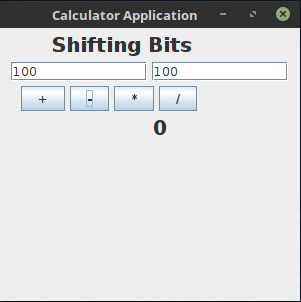 Calculator Application
Shifting Bits
100 100
+ - * /
0